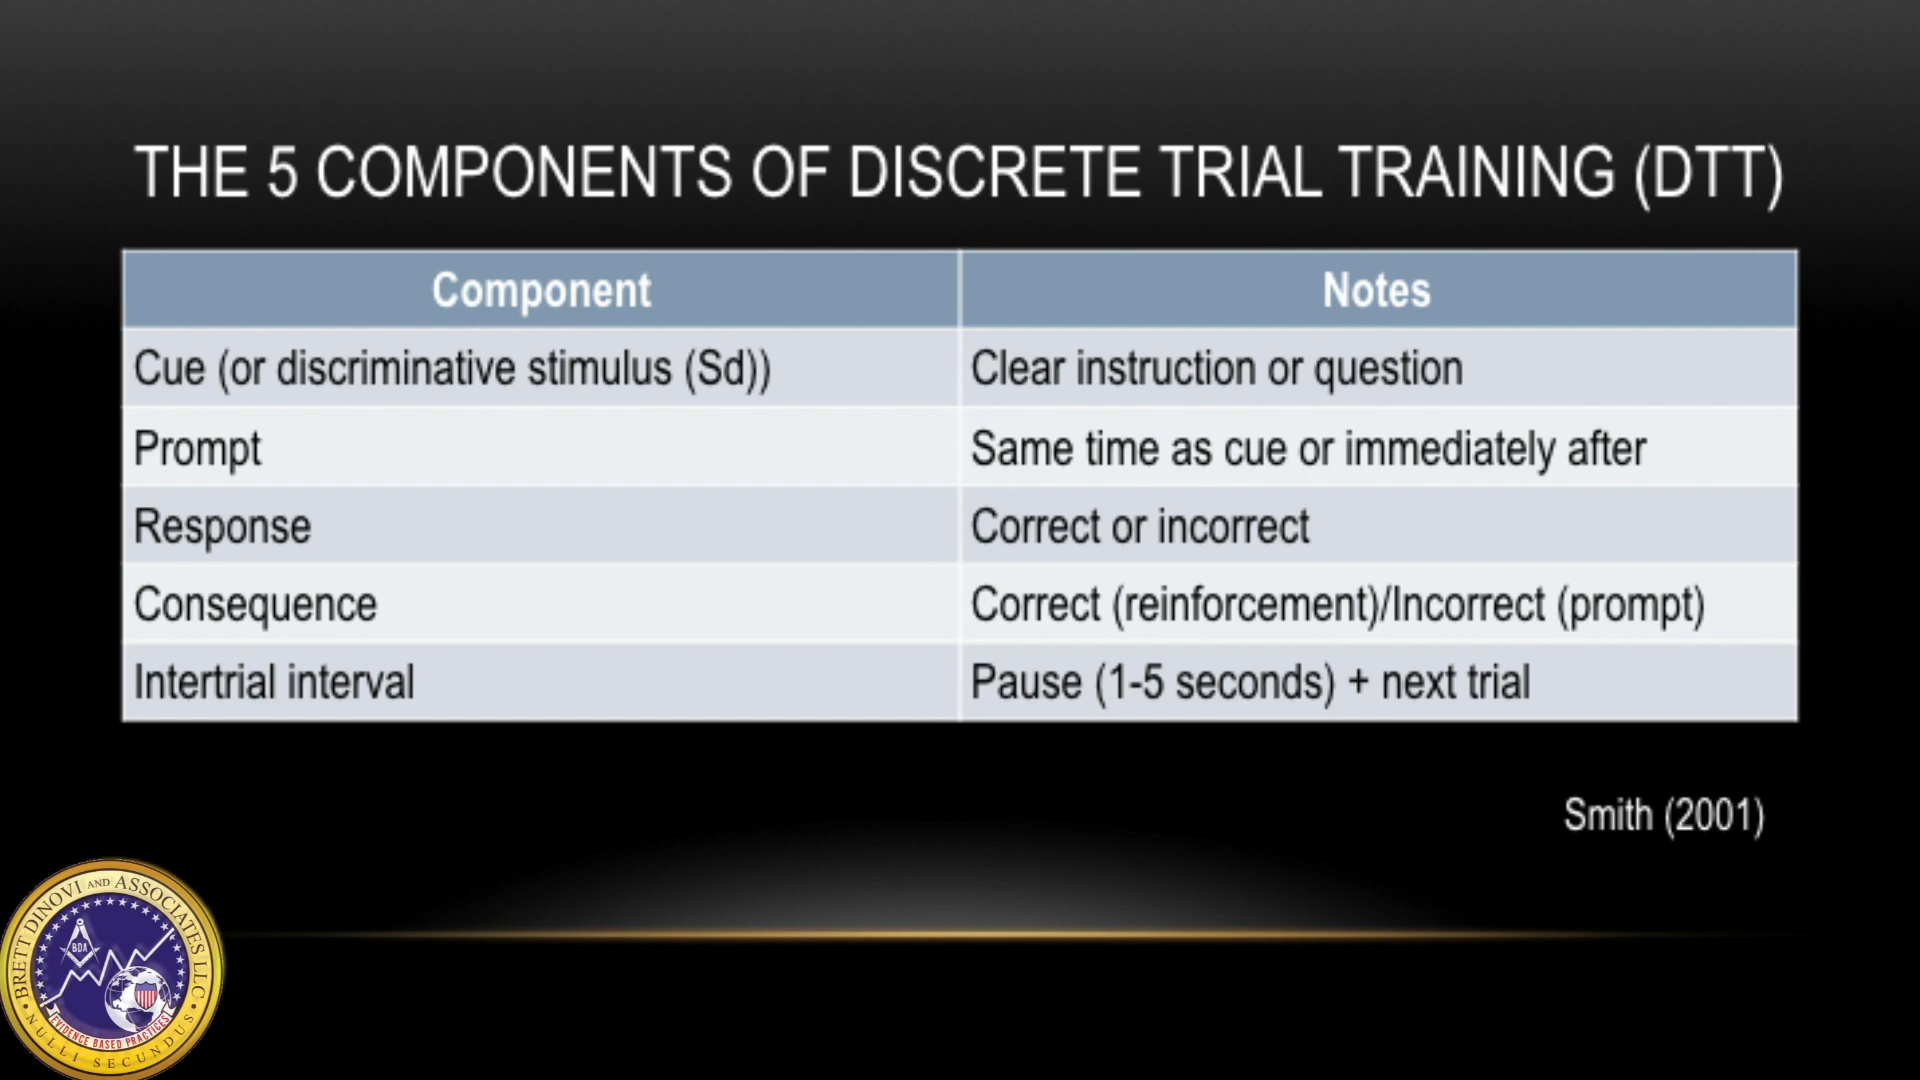 THE 5 COMPONENTS OF DISCRETE TRIAL TRAINING (DTT)
Component Notes
Cue (or discriminative stimulus (Sd)) Clear instruction or question
Prompt Same time as cue or immediately after
Response Correct or incorrect
Consequence Correct (reinforcement)/Incorrect (prompt)
Intertrial interval Pause (1-5 seconds) + next trial
Smith (2001)
BRETT DINOVI AND ASSOCIATES LLC
BDA
EVIDENCE BASED PRACTICES
NULLI SECUNDUS